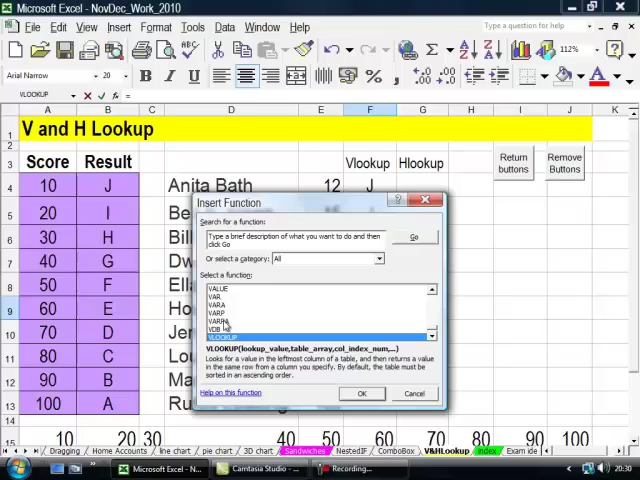 Microsoft Excel - NovDec_Work_2010
File Edit View Insert Format Tools Data Window Help
Type a question for help
112%
Arial Narrow 20 B I U
VLOOKUP =
A B C D E F G H I J K
1 V and H Lookup
2
3 Score Result Vlookup Hlookup
Return buttons
Remove Buttons
4 10 J Anita Bath 12 J
5 20 I
6 30 H Bill
7 40 G
8 50 F
9 60 E
10 70 D
11 80 C
12 90 B
13 100 A
14
15 10 20 30 40 50 60 70 80 90 100
Insert Function
Search for a function:
Type a brief description of what you want to do and then
click Go
Go
Or select a category: All
Select a function:
VALUE
VAR
VARA
VARP
VARPA
VDB
VLOOKUP
VLOOKUP(lookup_value,table_array,col_index_num,...)
Looks for a value in the leftmost column of a table, and then returns a
value in the same row from a column you specify. By default, the table must be
sorted in an ascending order.
Help on this function
OK Cancel
Dragging Home Accounts line chart pie chart 3D chart Sandwiches NestedIF ComboBox V&HLookup index Exam ide
Microsoft Excel - No... Camtasia Studio - ... Recording... 20:30